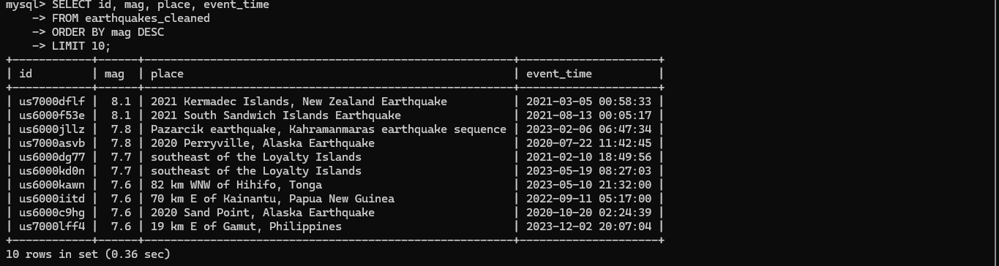 mysql> SELECT id, mag, place, event_time
    -> FROM earthquakes_cleaned
    -> ORDER BY mag DESC
    -> LIMIT 10;
+------------+------+-------------------------------------------------------+---------------------+
| id         | mag  | place                                                 | event_time          |
+------------+------+-------------------------------------------------------+---------------------+
| us7000dflf |  8.1 | 2021 Kermadec Islands, New Zealand Earthquake         | 2021-03-05 00:58:33 |
| us6000f53e |  8.1 | 2021 South Sandwich Islands Earthquake                | 2021-08-13 00:05:17 |
| us6000jllz |  7.8 | Pazarcik earthquake, Kahramanmaras earthquake sequence | 2023-02-06 06:47:34 |
| us7000asvb |  7.8 | 2020 Perryville, Alaska Earthquake                    | 2020-07-22 11:42:45 |
| us6000dg77 |  7.7 | southeast of the Loyalty Islands                      | 2021-02-10 18:49:56 |
| us6000kd0n |  7.7 | southeast of the Loyalty Islands                      | 2023-05-19 08:27:03 |
| us6000kawn |  7.6 | 82 km WNW of Hihifo, Tonga                            | 2023-05-10 21:32:00 |
| us6000iitd |  7.6 | 70 km E of Kainantu, Papua New Guinea                 | 2022-09-11 05:17:00 |
| us6000c9hg |  7.6 | 2020 Sand Point, Alaska Earthquake                    | 2020-10-20 02:24:39 |
| us7000lff4 |  7.6 | 19 km E of Gamut, Philippines                         | 2023-12-02 20:07:04 |
+------------+------+-------------------------------------------------------+---------------------+
10 rows in set (0.36 sec)